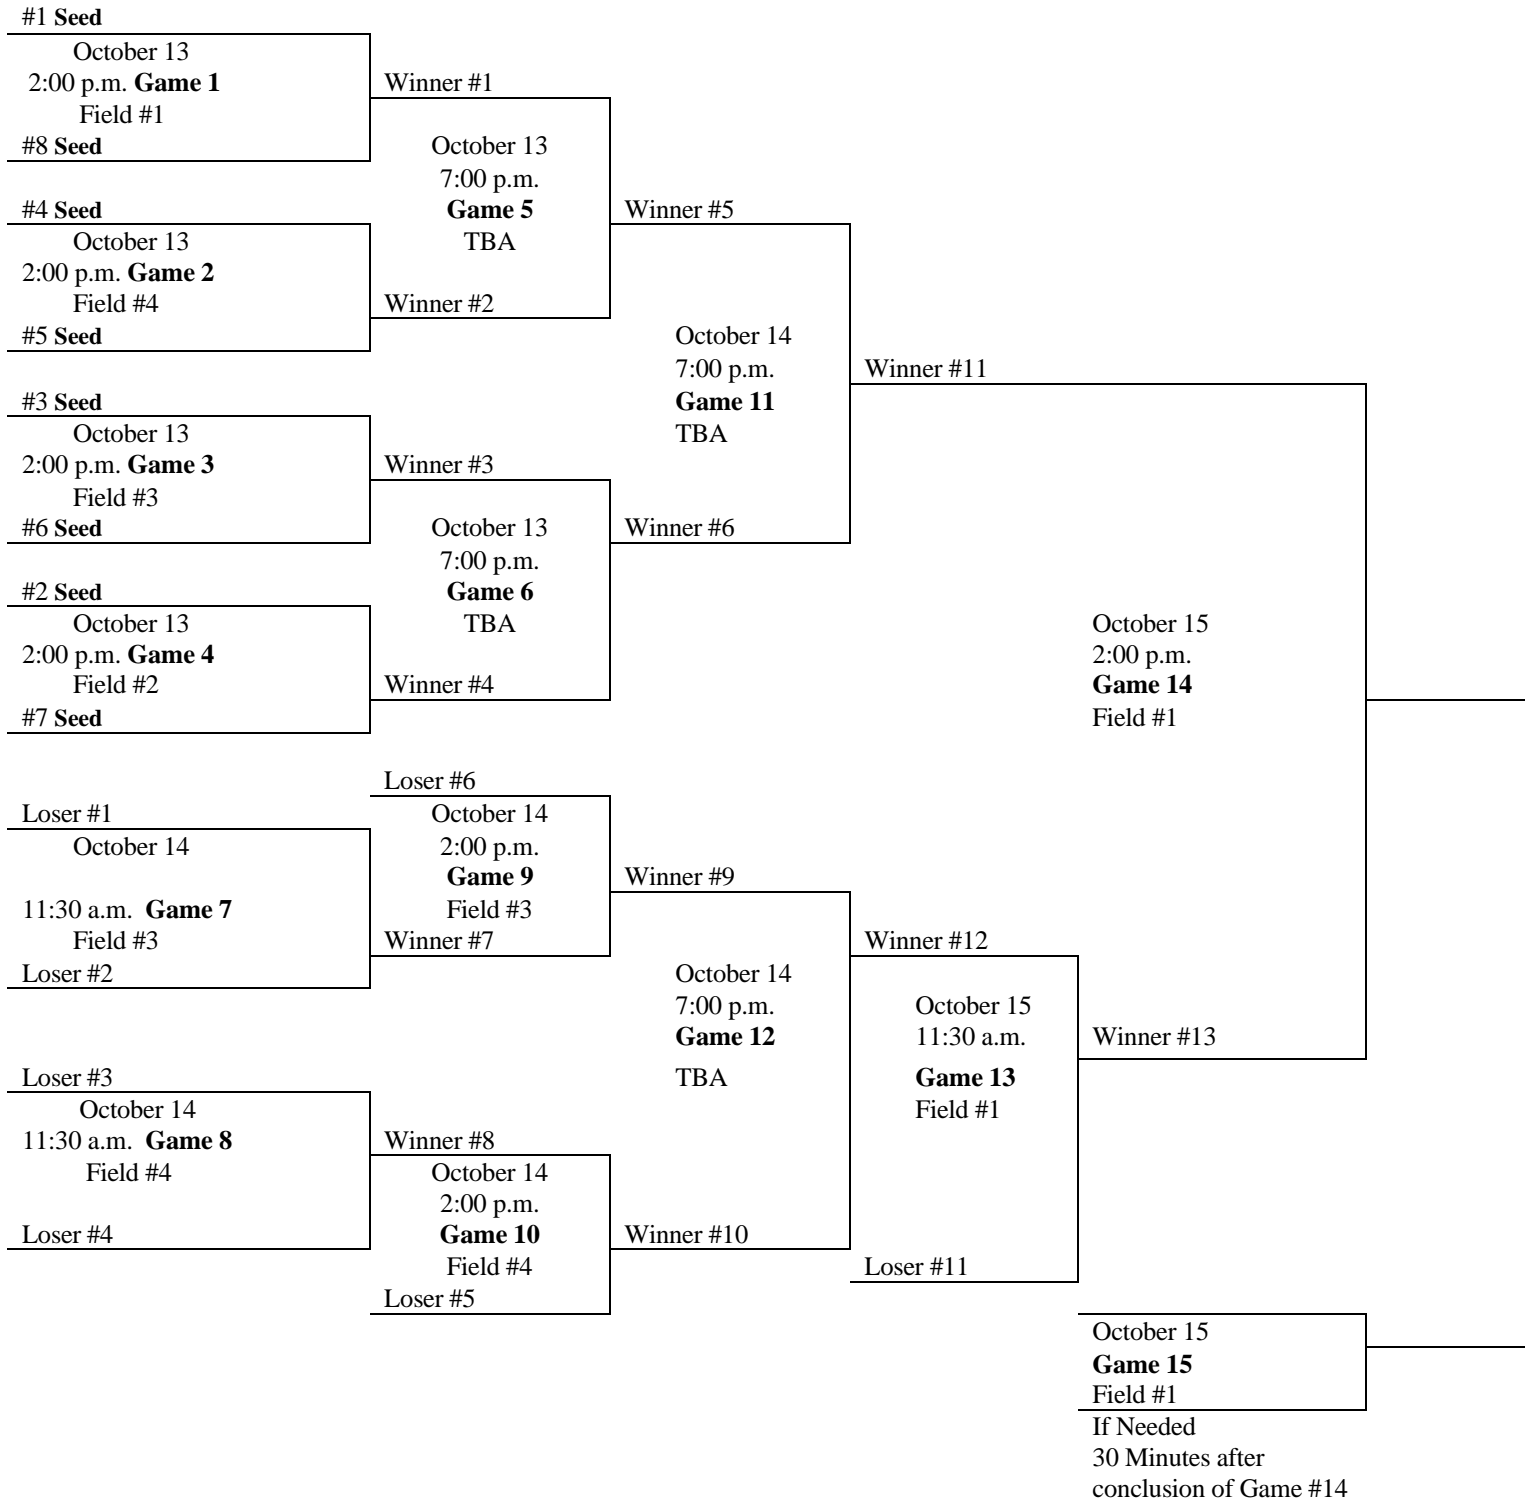 #1 Seed
October 13
2:00 p.m. Game 1
Field #1
#8 Seed
#4 Seed
October 13
2:00 p.m. Game 2
Field #4
#5 Seed
#3 Seed
October 13
2:00 p.m. Game 3
Field #3
#6 Seed
#2 Seed
October 13
2:00 p.m. Game 4
Field #2
#7 Seed
Loser #1
October 14
11:30 a.m. Game 7
Field #3
Loser #2
Loser #3
October 14
11:30 a.m. Game 8
Field #4
Loser #4
Winner #1
October 13
7:00 p.m.
Game 5
TBA
Winner #2
Winner #3
October 13
7:00 p.m.
Game 6
TBA
Winner #4
Loser #6
October 14
2:00 p.m.
Game 9
Field #3
Winner #7
Winner #8
October 14
2:00 p.m.
Game 10
Field #4
Loser #5
Winner #5
October 14
7:00 p.m.
Game 11
TBA
Winner #6
Winner #9
October 14
7:00 p.m.
Game 12
TBA
Winner #10
Winner #11
Winner #12
October 15
11:30 a.m.
Game 13
Field #1
Loser #11
October 15
2:00 p.m.
Game 14
Field #1
Winner #13
October 15
Game 15
Field #1
If Needed
30 Minutes after
conclusion of Game #14